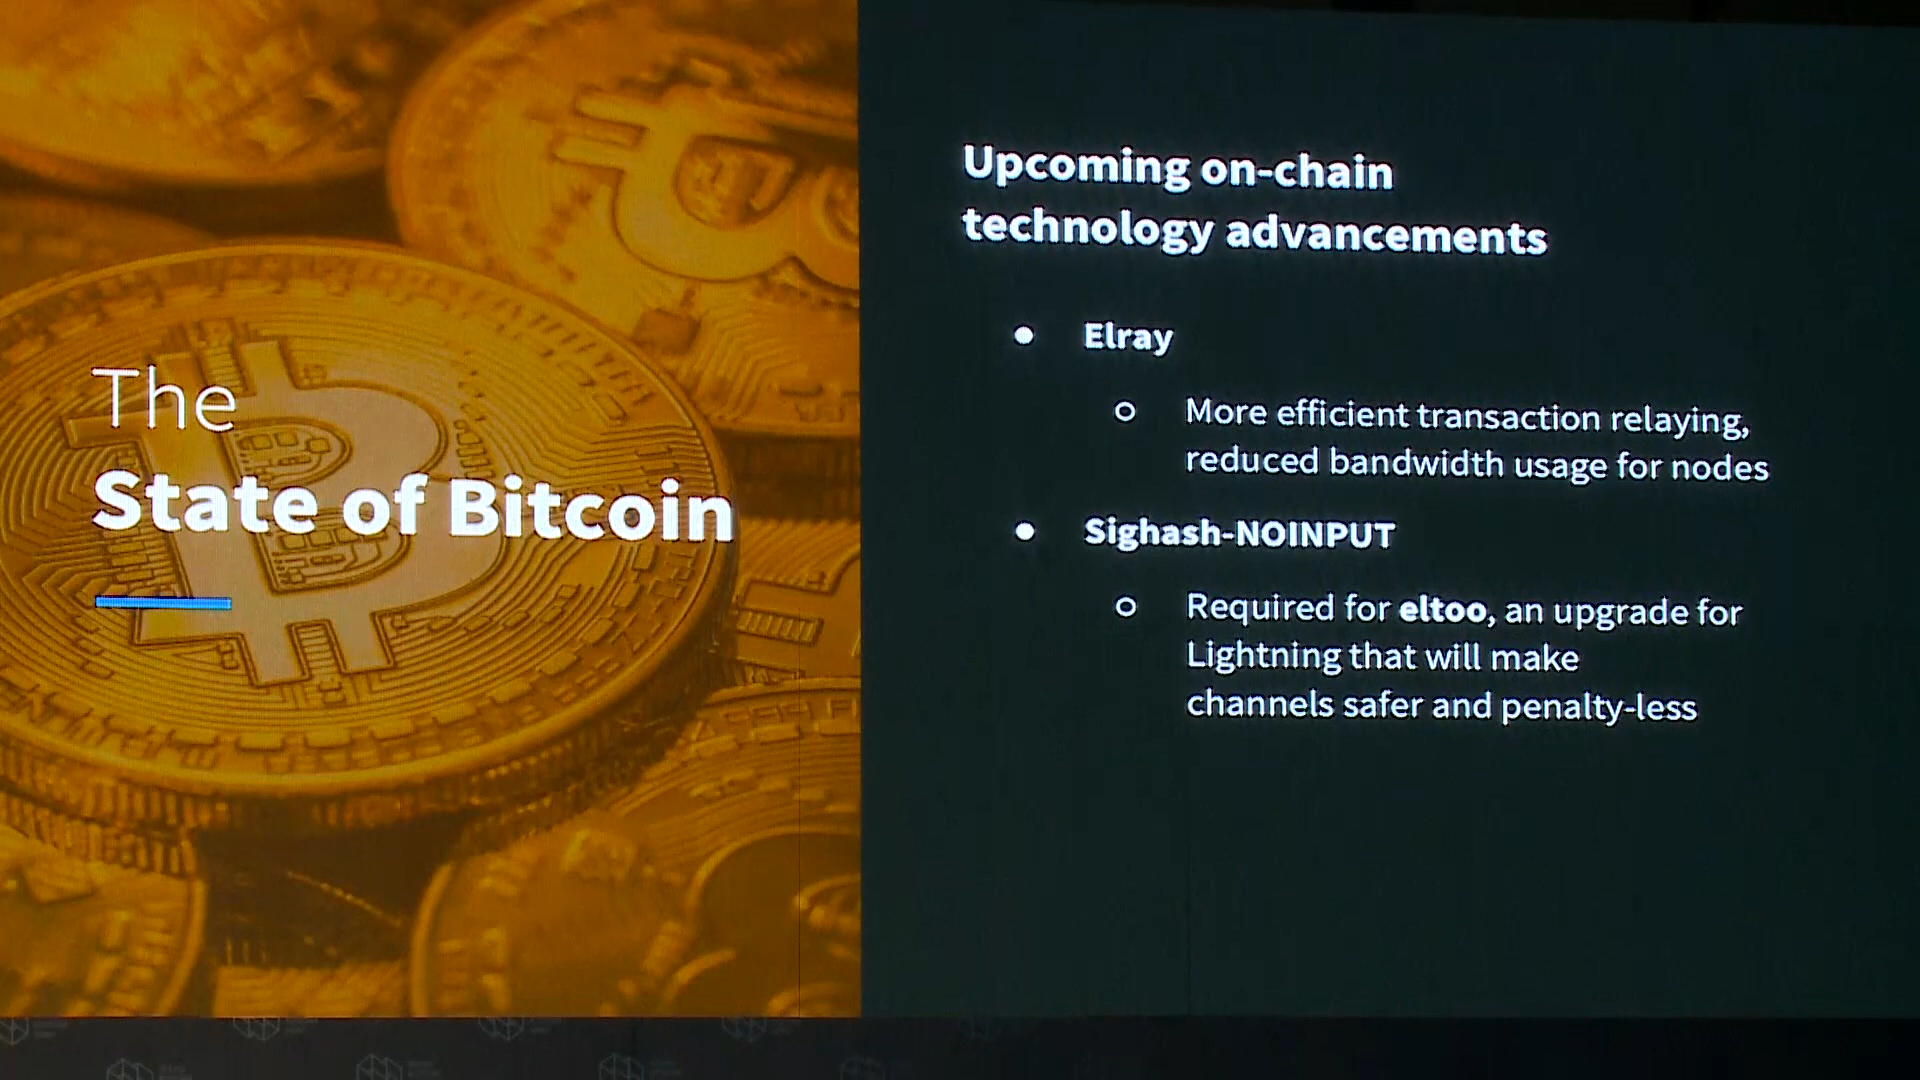 The
State of Bitcoin
Upcoming on-chain
technology advancements
● Elray
○ More efficient transaction relaying,
reduced bandwidth usage for nodes
● Sighash-NOINPUT
○ Required for eltoo, an upgrade for
Lightning that will make
channels safer and penalty-less